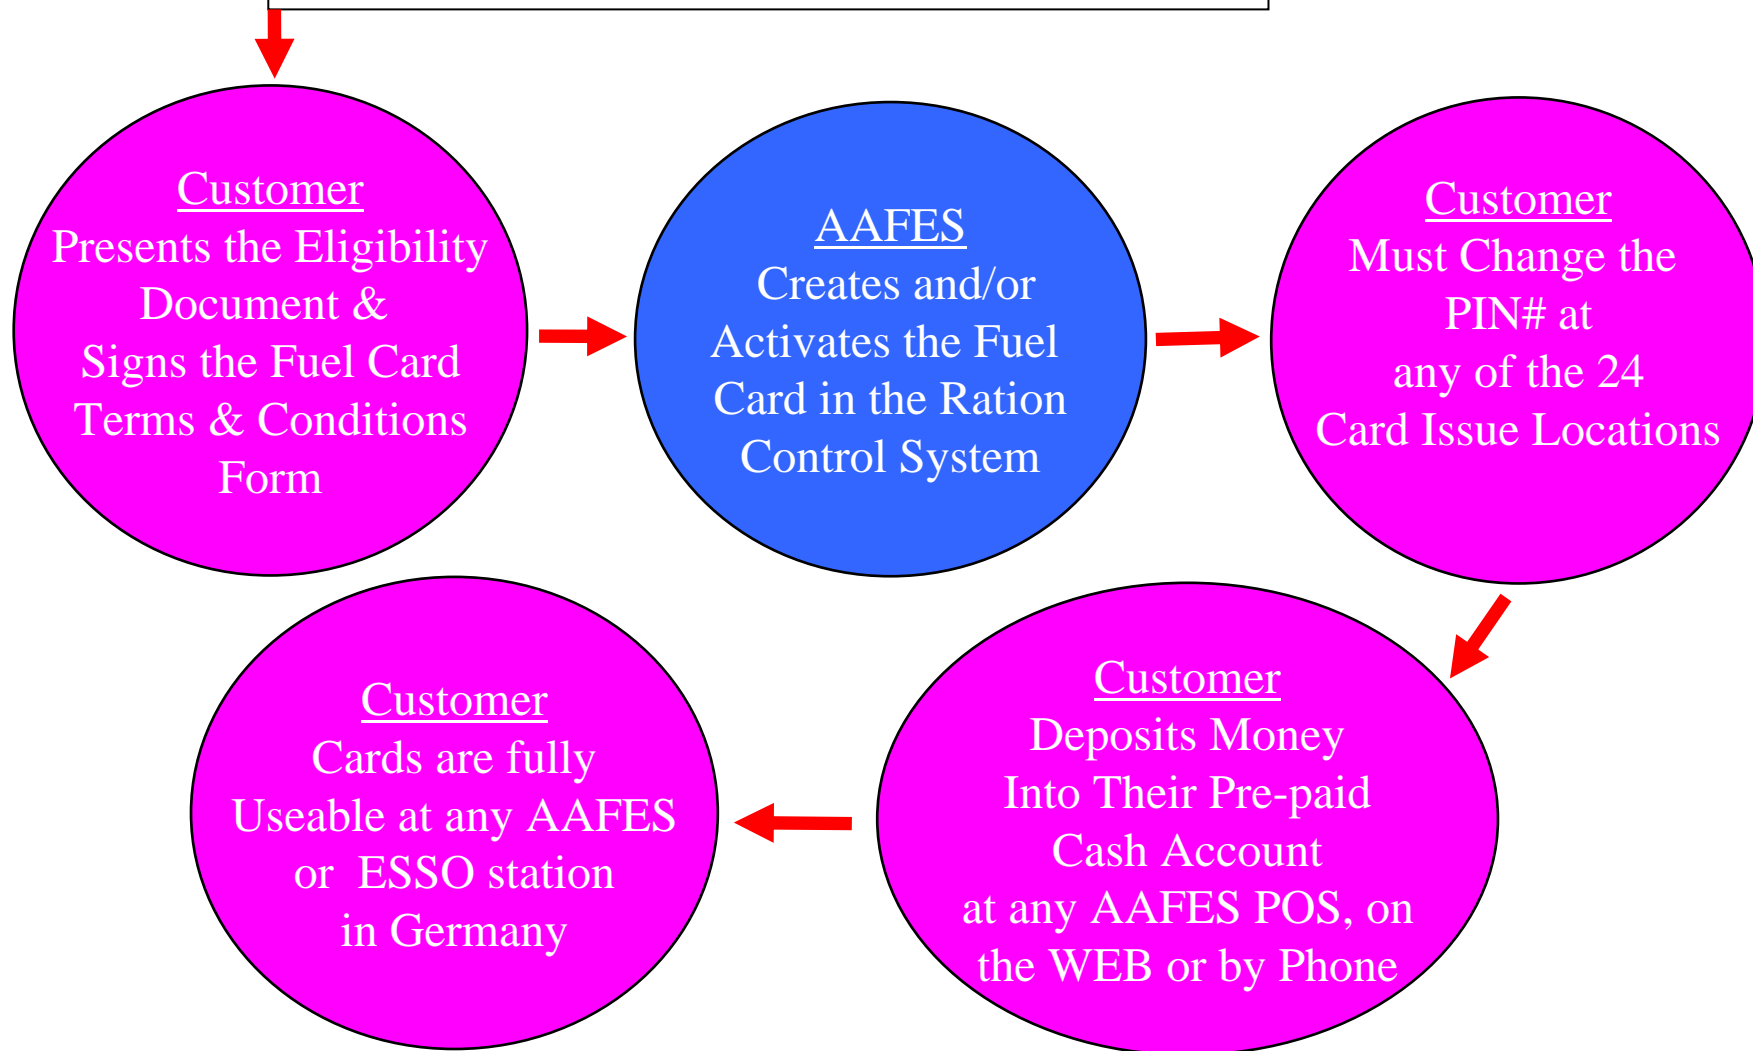 Customer
Presents the Eligibility
Document &
Signs the Fuel Card
Terms & Conditions
Form
AAFES
Creates and/or
Activates the Fuel
Card in the Ration
Control System
Customer
Must Change the
PIN# at
any of the 24
Card Issue Locations
Customer
Deposits Money
Into Their Pre-paid
Cash Account
at any AAFES POS, on
the WEB or by Phone
Customer
Cards are fully
Useable at any AAFES
or  ESSO station
in Germany